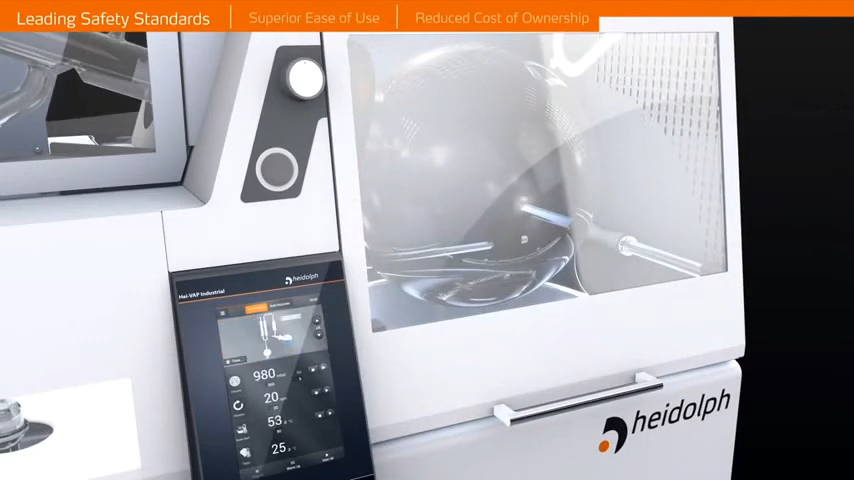 Leading Safety Standards
Superior Ease of Use
Reduced Cost of Ownership
heidolph
Hei-VAP Industrial
980
20
53
25
heidolph